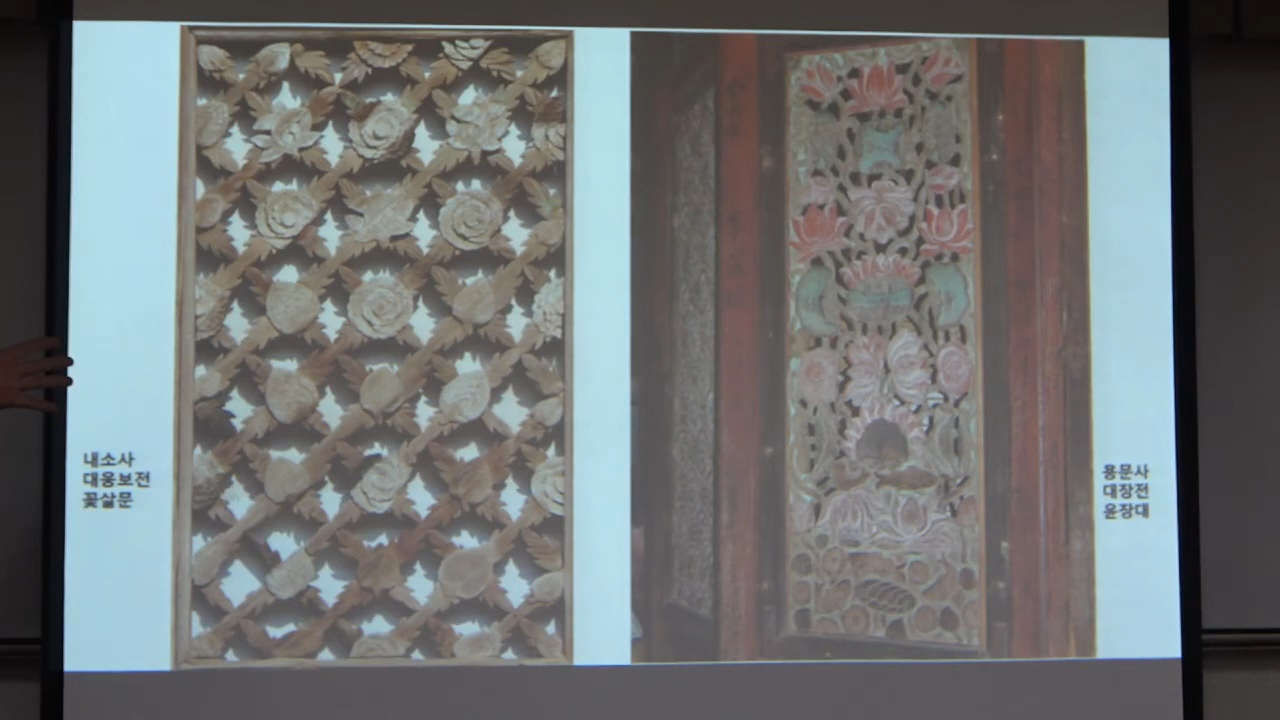 내소사
대웅보전
꽃살문
용문사
대장전
윤장대